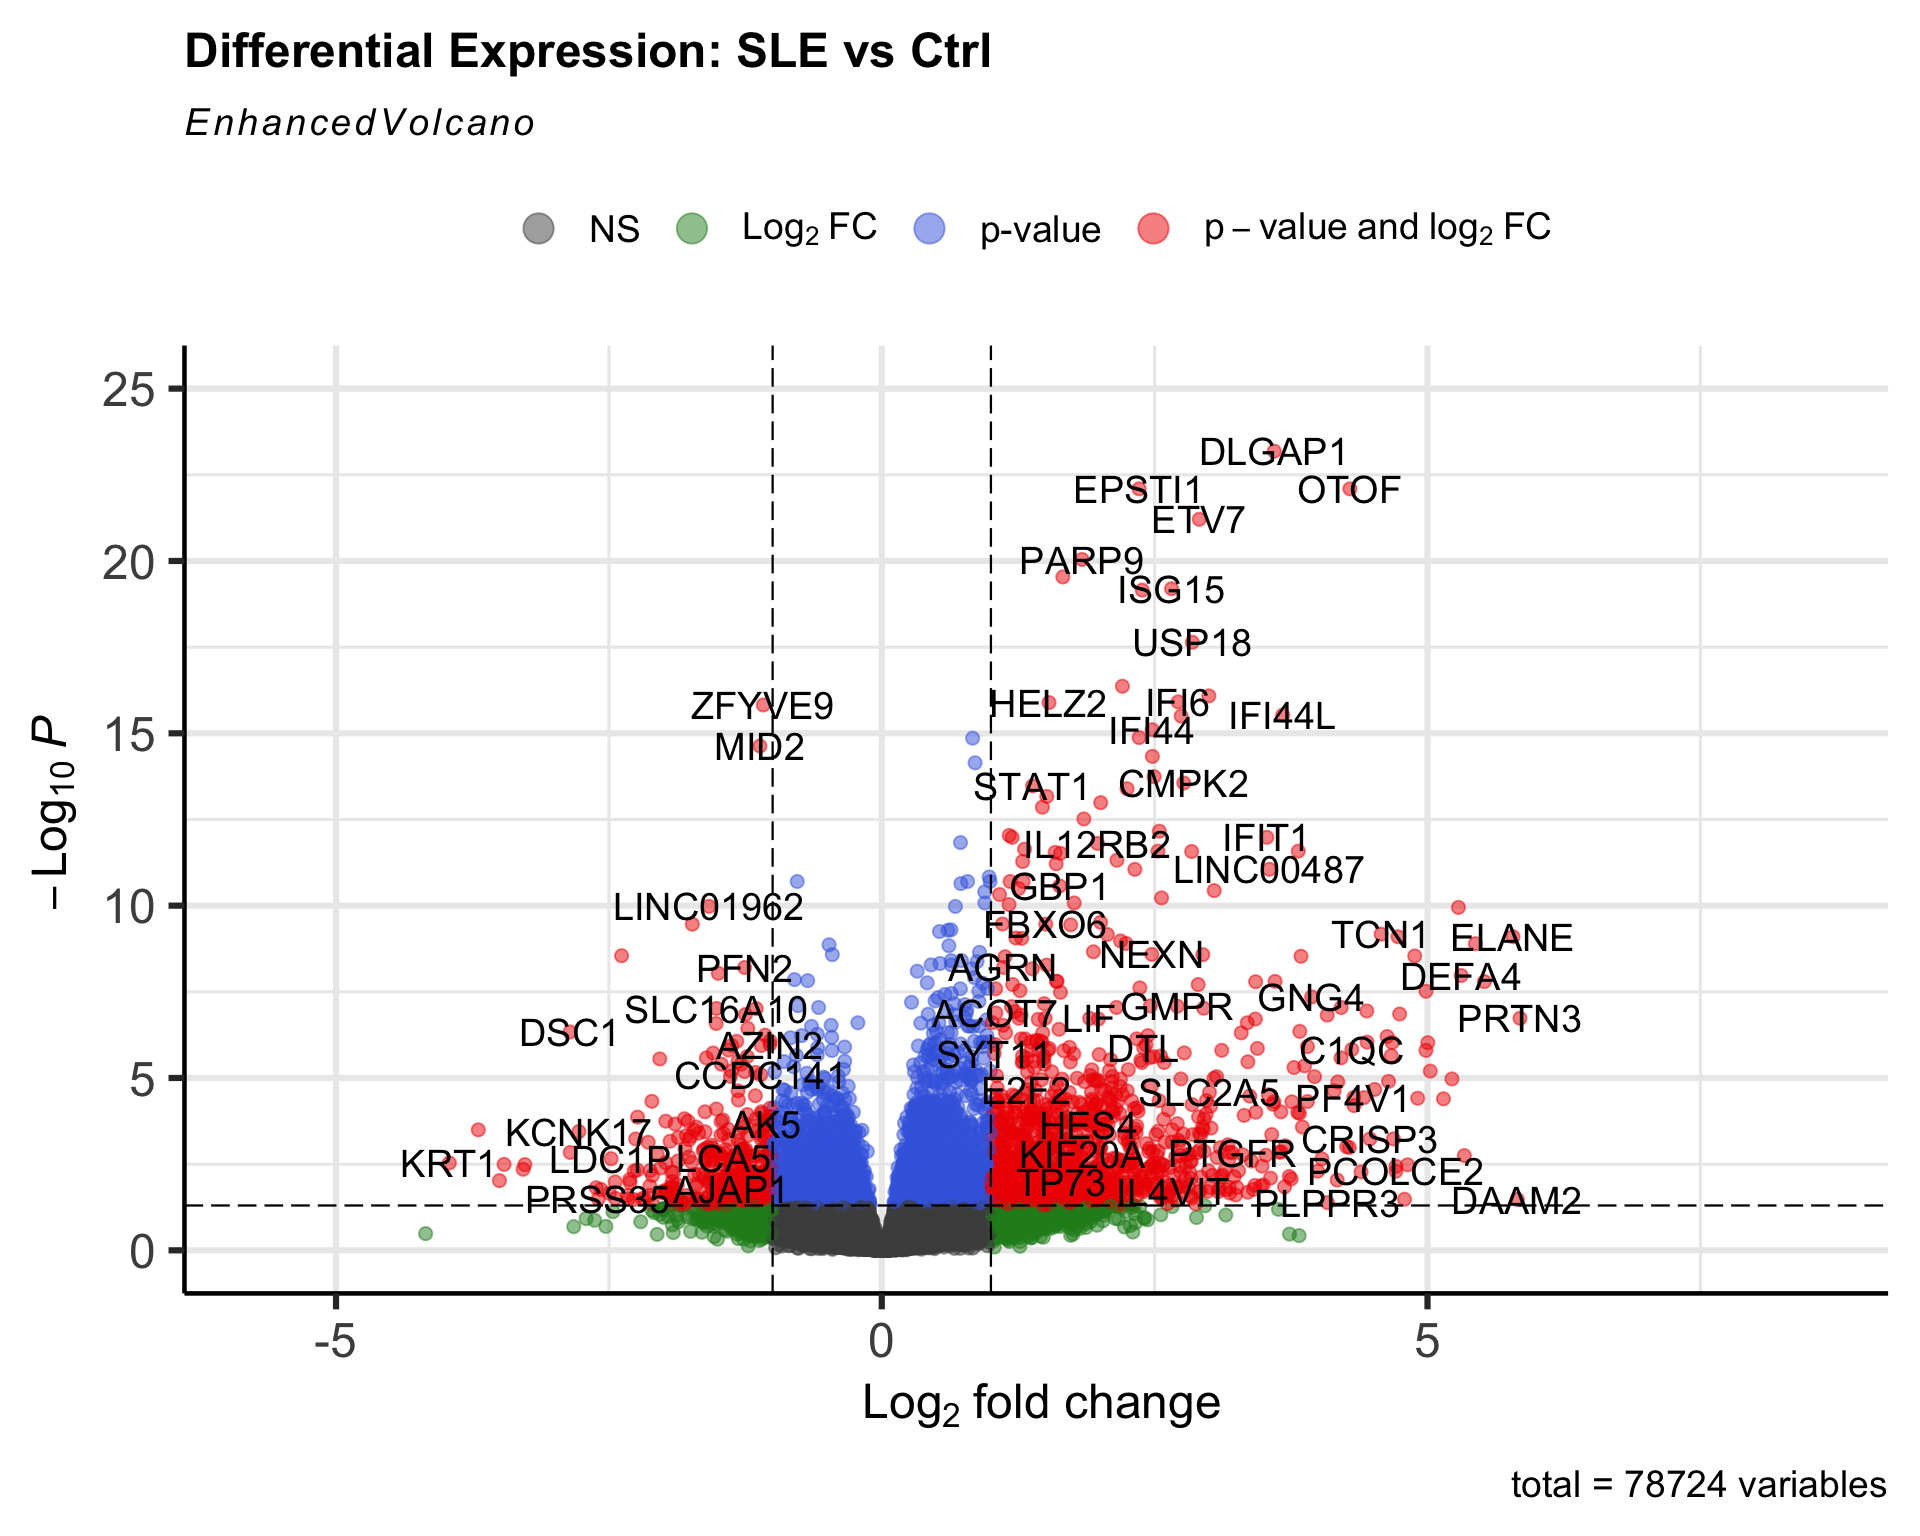 Differential Expression: SLE vs Ctrl
EnhancedVolcano
NS Log2 FC p-value p – value and log2 FC
–Log10 P
25
20
15
10
5
0
DLGAP1
EPSTI1 OTOF
ETV7
PARP9
ISG15
USP18
ZFYVE9 HELZ2 IFI6 IFI44L
MID2 IFI44
STAT1 CMPK2
IL12RB2 IFIT1
GBP1 LINC00487
LINC01962 FBXO6 TCN1 ELANE
PFN2 AGRN NEXN DEFA4
SLC16A10 ACOT7 LIF GMPR GNG4 PRTN3
DSC1 AZIN2 SYT11 DTL C1QC
CCDC141 E2F2 SLC2A5 PF4V1
KCNK17 AK5 HES4 CRISP3
KRT1 LDC1P LCA5 KIF20A PTGFR PCOLCE2
PRSS35 AJAP1 TP73 IL4 VIT PLPPR3 DAAM2
-5 0 5
Log2 fold change
total = 78724 variables